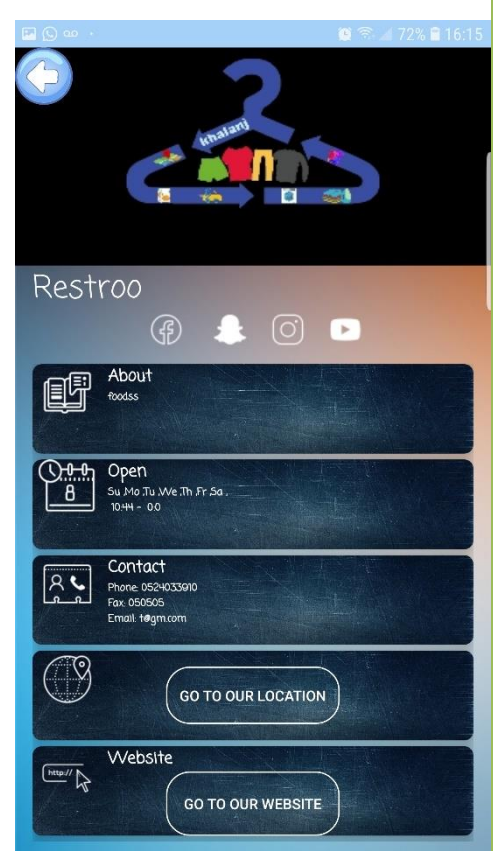 72% 16:15
khalanj
Restroo
About
foodss
Open
Su ,Mo ,Tu ,We ,Th ,Fr ,Sa ,
10:44 - 0:0
Contact
Phone: 0524033910
Fax: 050505
Email: t@gm.com
GO TO OUR LOCATION
Website
http://
GO TO OUR WEBSITE
8